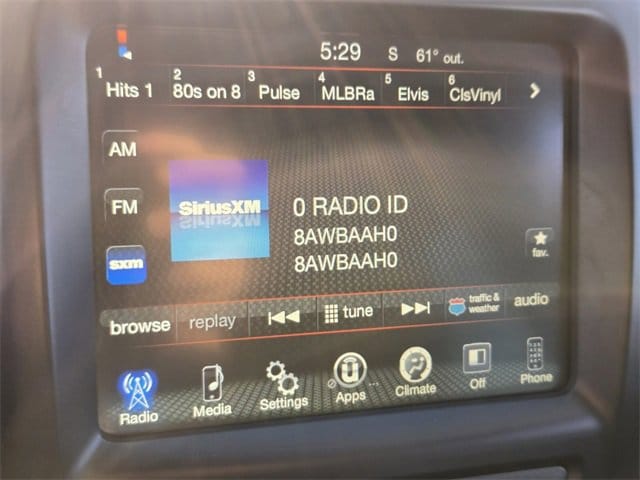 5:29 S 61° out.
1 Hits 1 2 80s on 8 3 Pulse 4 MLBRa 5 Elvis 6 ClsVinyl
AM
FM
sxm
SiriusXM
0 RADIO ID
8AWBAAH0
8AWBAAH0
fav.
browse replay tune traffic & weather audio
Radio Media Settings Apps Climate Off Phone